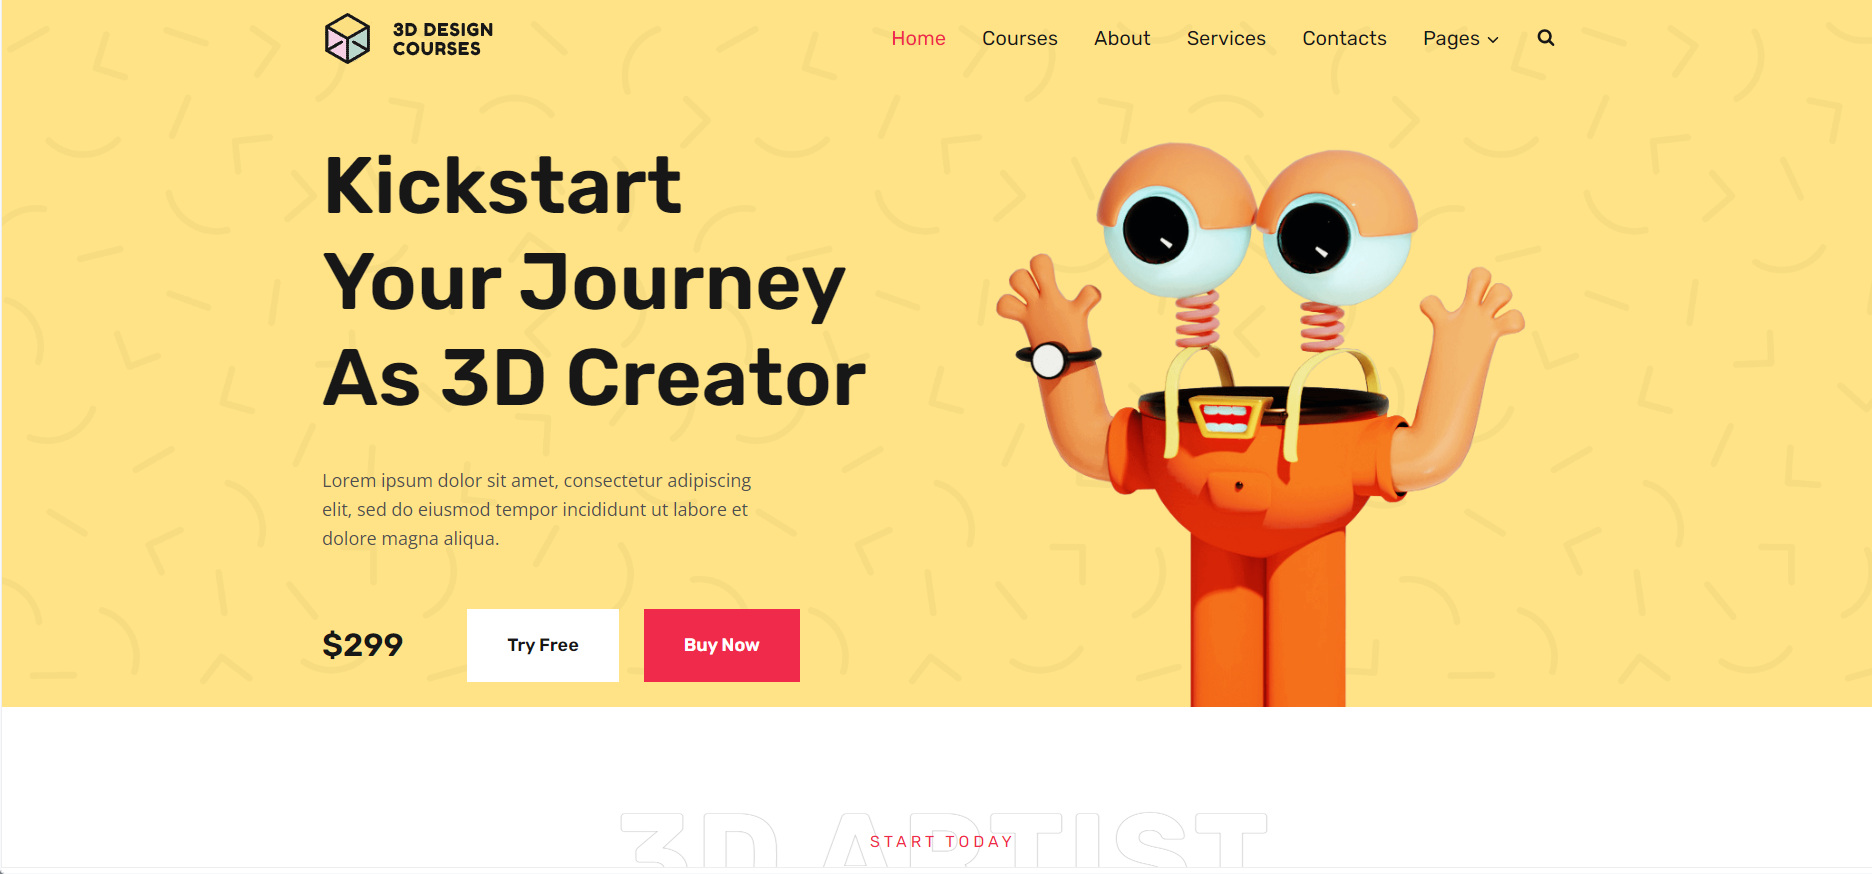 3D DESIGN
COURSES
Home Courses About Services Contacts Pages
Kickstart
Your Journey
As 3D Creator
Lorem ipsum dolor sit amet, consectetur adipiscing
elit, sed do eiusmod tempor incididunt ut labore et
dolore magna aliqua.
$299 Try Free Buy Now
3D ARTIST
START TODAY